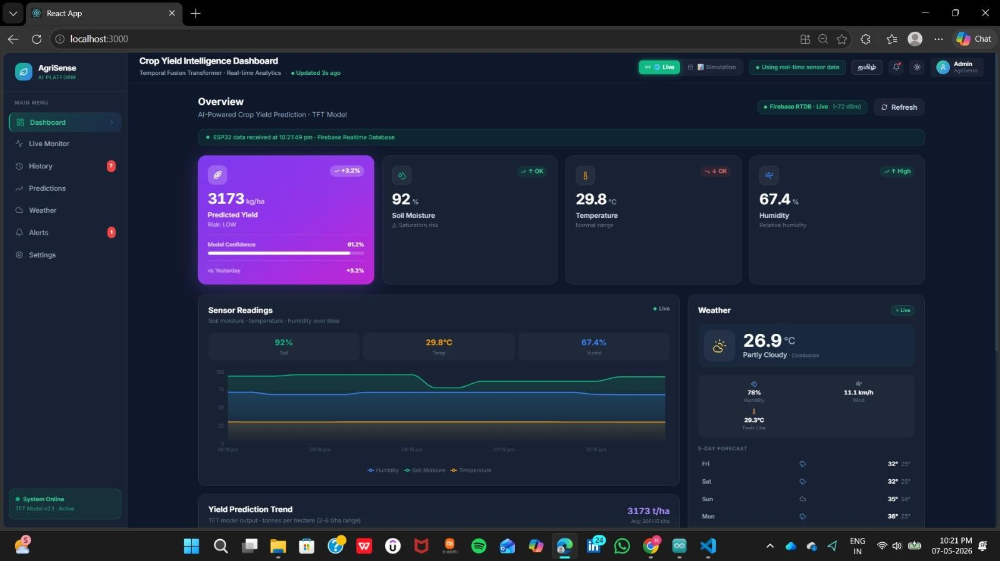 React App
localhost:3000
Chat
AgriSense
AI PLATFORM
MAIN MENU
Dashboard
Live Monitor
History
7
Predictions
Weather
Alerts
1
Settings
System Online
TFT Model v2.1 · Active
Crop Yield Intelligence Dashboard
Temporal Fusion Transformer · Real-time Analytics · Updated 3s ago
Live
Simulation
Using real-time sensor data
தமிழ்
Admin
AgriSense
Overview
AI-Powered Crop Yield Prediction · TFT Model
Firebase RTDB · Live (-72 dBm)
Refresh
ESP32 data received at 10:21:49 pm · Firebase Realtime Database
+3.2%
3173 kg/ha
Predicted Yield
Risk: LOW
Model Confidence 91.2%
vs Yesterday +3.2%
↑ OK
92 %
Soil Moisture
⚠ Saturation risk
↓ OK
29.8 °C
Temperature
Normal range
↑ High
67.4 %
Humidity
Relative humidity
Sensor Readings
Live
Soil moisture · temperature · humidity over time
92%
Soil
29.8°C
Temp
67.4%
Humid
100
75
50
25
0
09:19 pm 09:19 pm 09:19 pm 09:19 pm 10:16 pm
Humidity Soil Moisture Temperature
Weather
Live
26.9 °C
Partly Cloudy · Coimbatore
78%
Humidity
11.1 km/h
Wind
29.3°C
Feels Like
5-DAY FORECAST
Fri 32° 25°
Sat 32° 25°
Sun 35° 24°
Mon 36° 25°
Yield Prediction Trend
TFT model output · tonnes per hectare (2–6 t/ha range)
3173 t/ha
Avg: 3051.15 t/ha
5
24
N
ENG
IN
10:21 PM
07-05-2026